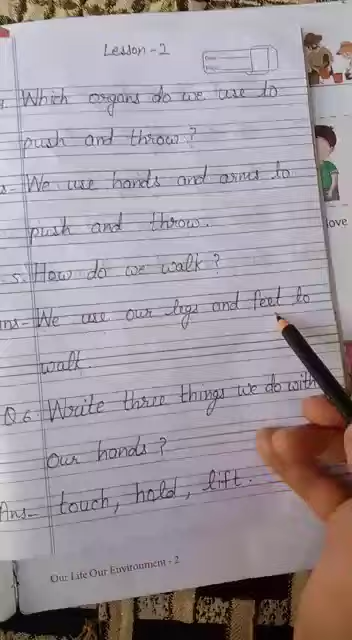 Lesson - 2
Which organs do we use to
push and throw?
We use hands and arms to
push and throw.
5. How do we walk?
Ans- We use our legs and feet to
walk.
Q 6. Write three things we do with
our hands?
Ans- touch, hold, lift.
Our Life Our Environment - 2